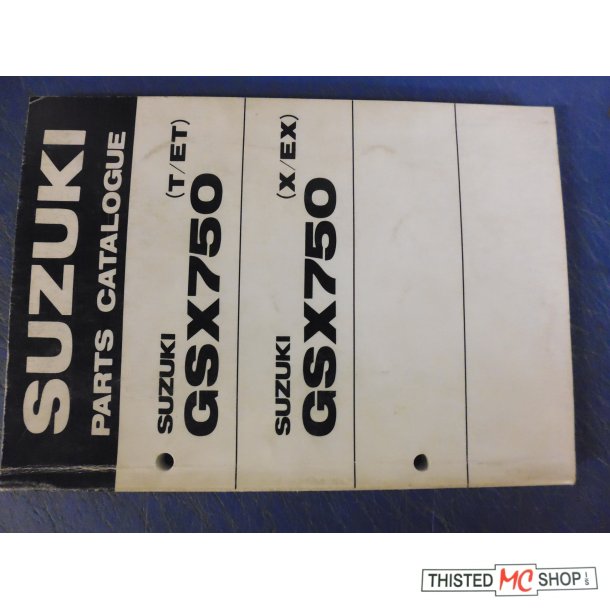 SUZUKI
PARTS CATALOGUE
SUZUKI
GSX750 (T/ET)
SUZUKI
GSX750 (X/EX)
THISTED MC SHOP I/S